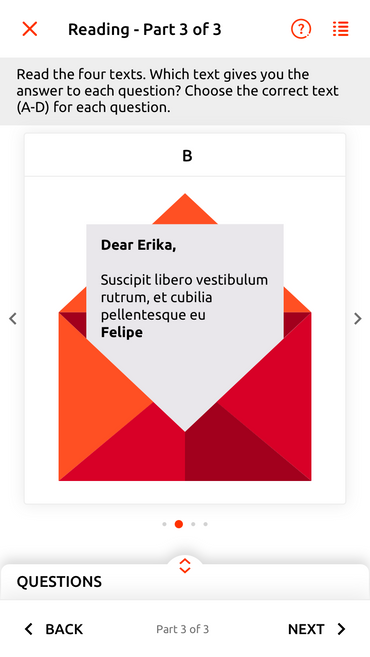 Reading - Part 3 of 3
?
Read the four texts. Which text gives you the
answer to each question? Choose the correct text
(A-D) for each question.
B
Dear Erika,
Suscipit libero vestibulum
rutrum, et cubilia
pellentesque eu
Felipe
QUESTIONS
BACK
Part 3 of 3
NEXT